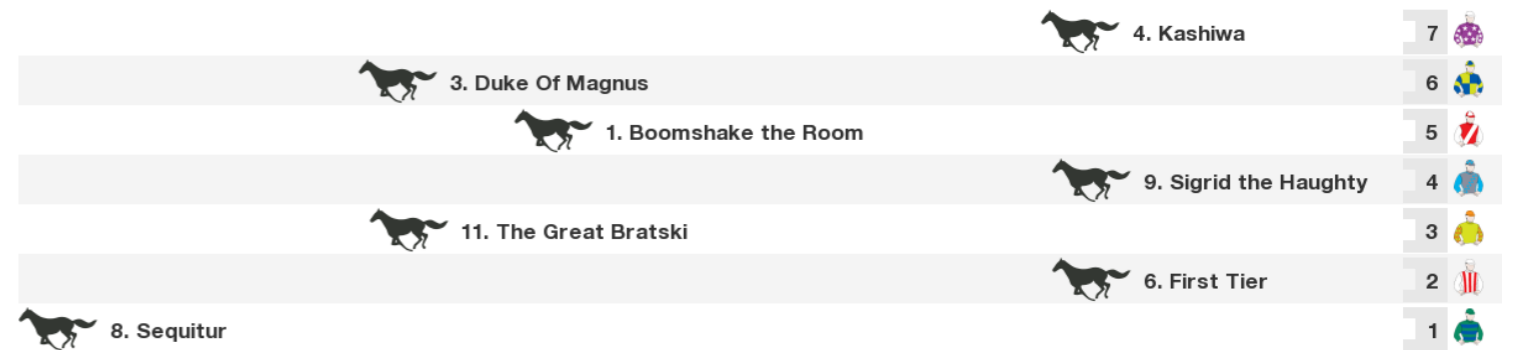 4. Kashiwa 7
3. Duke Of Magnus 6
1. Boomshake the Room 5
9. Sigrid the Haughty 4
11. The Great Bratski 3
6. First Tier 2
8. Sequitur 1